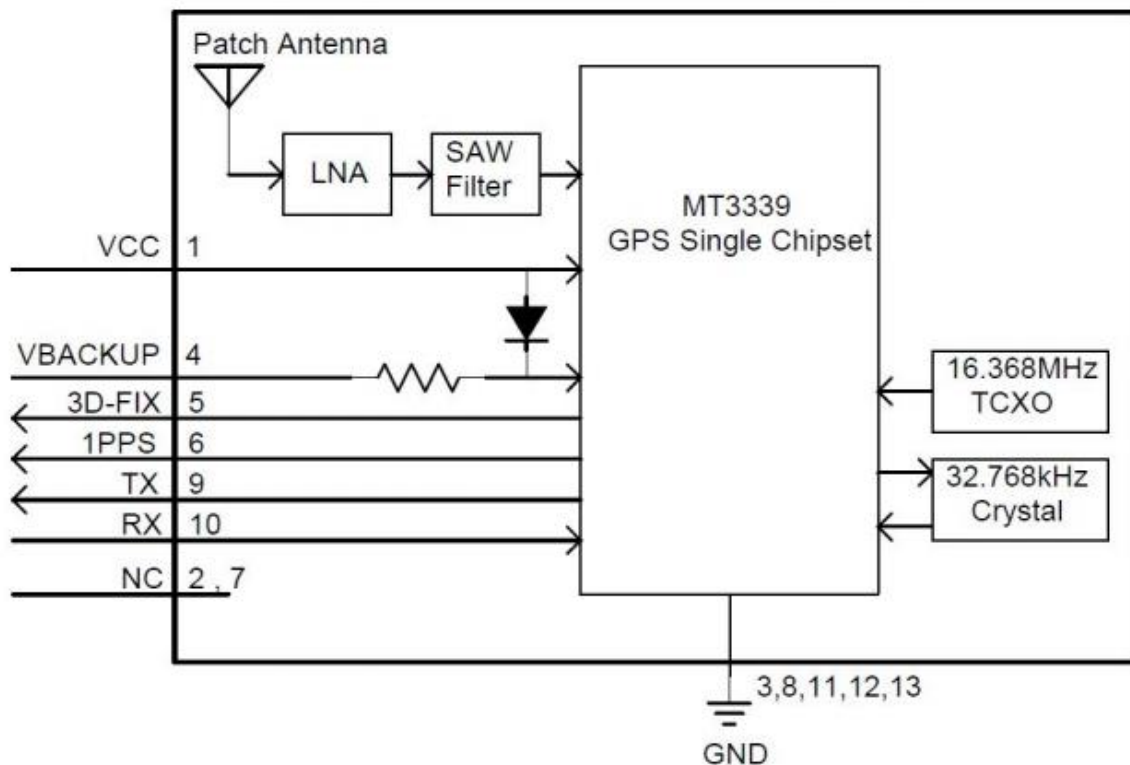 Patch Antenna
LNA
SAW
Filter
MT3339
GPS Single Chipset
VCC 1
VBACKUP 4
3D-FIX 5
1PPS 6
TX 9
RX 10
NC 2 , 7
16.368MHz
TCXO
32.768kHz
Crystal
3,8,11,12,13
GND